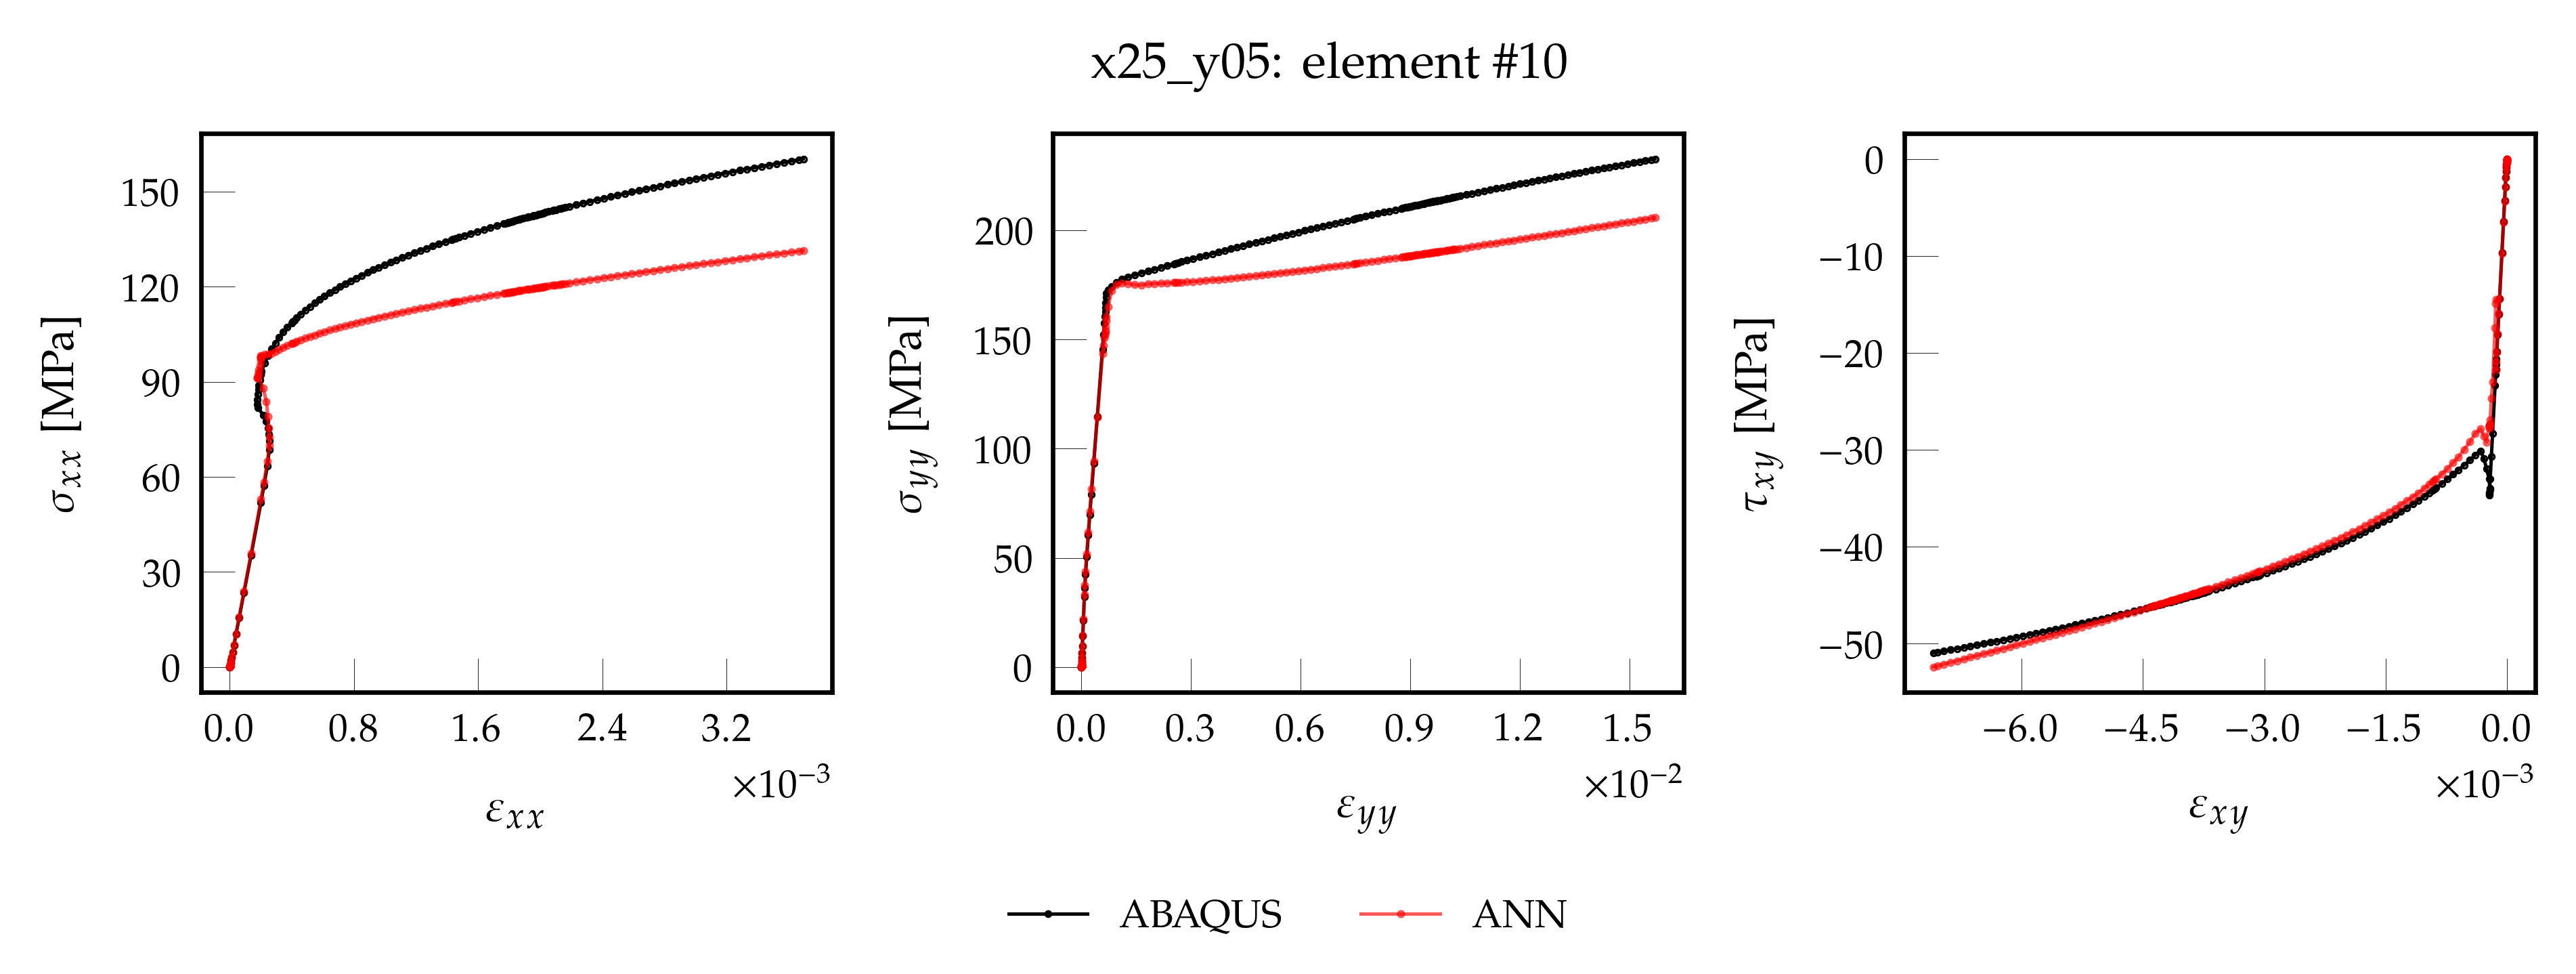 x25_y05: element #10
σxx [MPa]
150
120
90
60
30
0
0.0 0.8 1.6 2.4 3.2
×10−3
εxx
σyy [MPa]
200
150
100
50
0
0.0 0.3 0.6 0.9 1.2 1.5
×10−2
εyy
τxy [MPa]
0
−10
−20
−30
−40
−50
−6.0 −4.5 −3.0 −1.5 0.0
×10−3
εxy
ABAQUS ANN